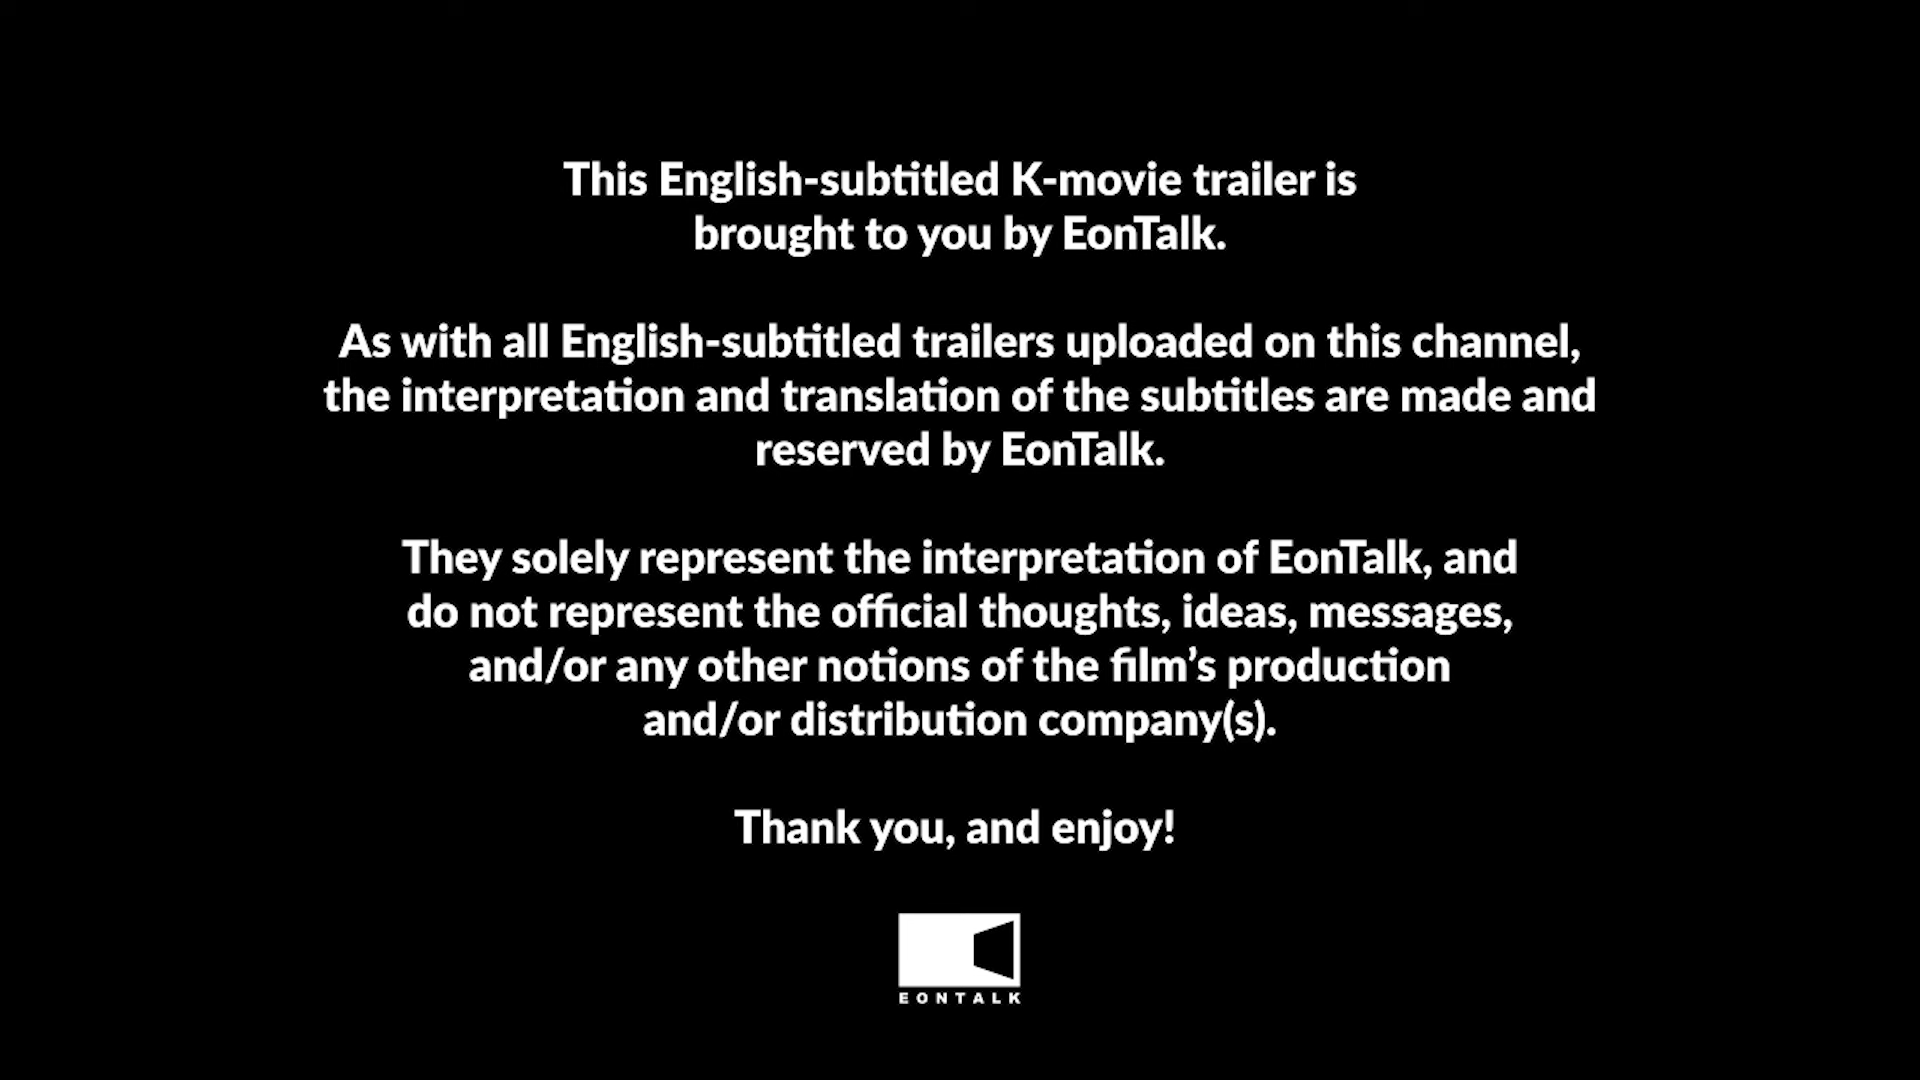 This English-subtitled K-movie trailer is
brought to you by EonTalk.
As with all English-subtitled trailers uploaded on this channel,
the interpretation and translation of the subtitles are made and
reserved by EonTalk.
They solely represent the interpretation of EonTalk, and
do not represent the official thoughts, ideas, messages,
and/or any other notions of the film’s production
and/or distribution company(s).
Thank you, and enjoy!
EONTALK